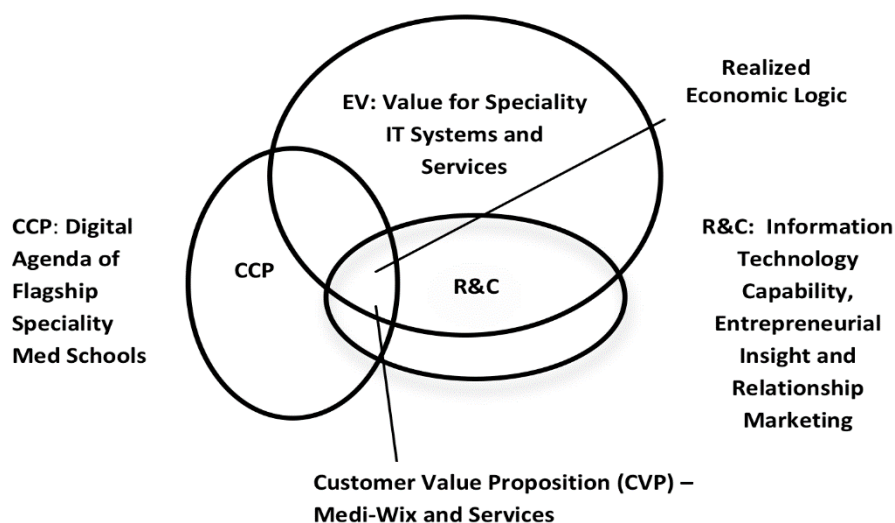 Realized
Economic Logic
EV: Value for Speciality
IT Systems and
Services
CCP: Digital
Agenda of
Flagship
Speciality
Med Schools
CCP
R&C
R&C: Information
Technology
Capability,
Entrepreneurial
Insight and
Relationship
Marketing
Customer Value Proposition (CVP) –
Medi-Wix and Services